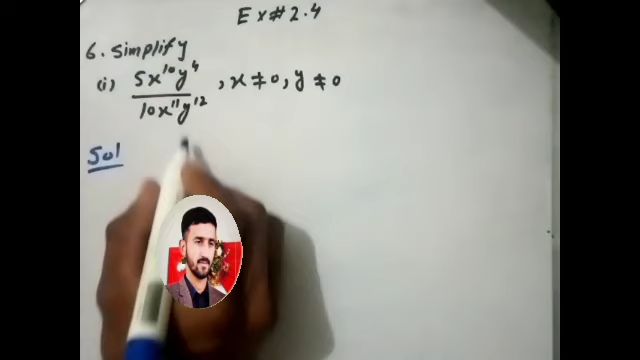 Ex # 2.4
6. Simplify
(i) 5x¹⁰y⁴ / 10x¹¹y¹² , x ≠ 0, y ≠ 0
Sol